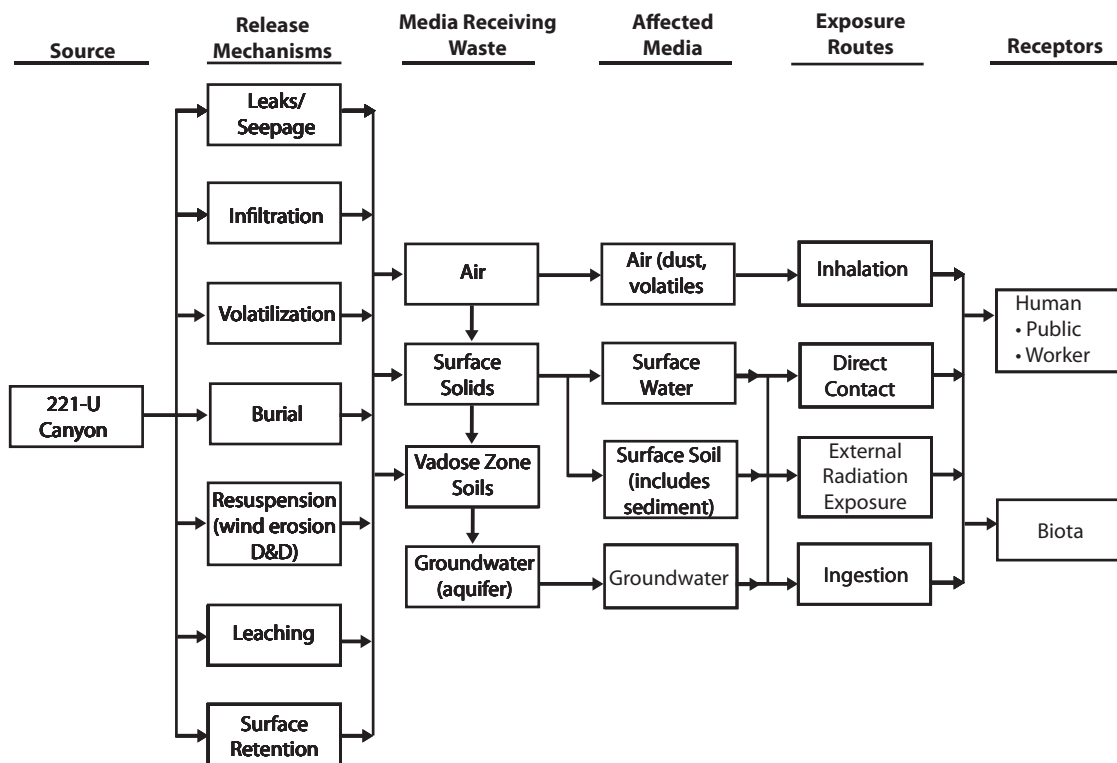 Source
Release
Mechanisms
Media Receiving
Waste
Affected
Media
Exposure
Routes
Receptors
221-U
Canyon
Leaks/
Seepage
Infiltration
Volatilization
Burial
Resuspension
(wind erosion
D&D)
Leaching
Surface
Retention
Air
Surface
Solids
Vadose Zone
Soils
Groundwater
(aquifer)
Air (dust,
volatiles
Surface
Water
Surface Soil
(includes
sediment)
Groundwater
Inhalation
Direct
Contact
External
Radiation
Exposure
Ingestion
Human
• Public
• Worker
Biota